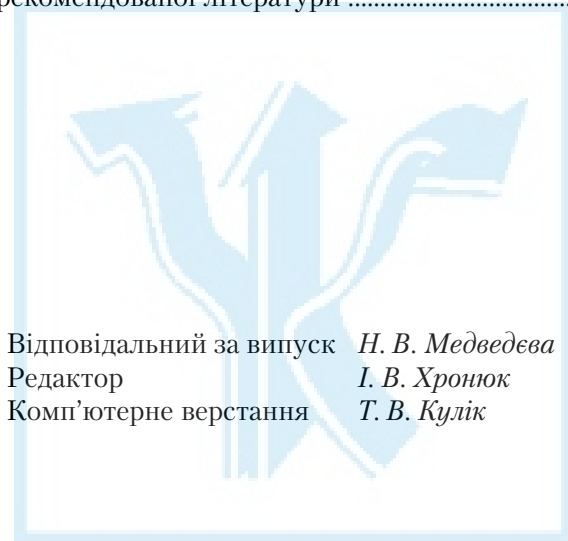 рекомендованої літератури ................................
Відповідальний за випуск Н. В. Медведєва
Редактор І. В. Хронюк
Комп’ютерне верстання Т. В. Кулік